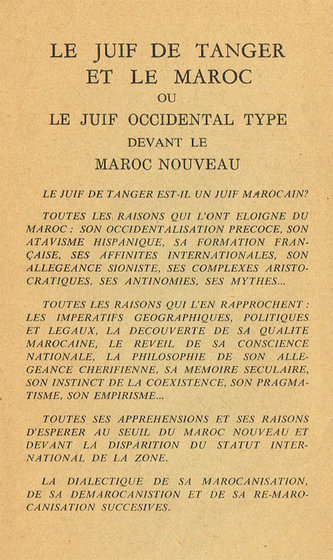 LE JUIF DE TANGER
ET LE MAROC
OU
LE JUIF OCCIDENTAL TYPE
DEVANT LE
MAROC NOUVEAU
LE JUIF DE TANGER EST-IL UN JUIF MAROCAIN?
TOUTES LES RAISONS QUI L'ONT ELOIGNE DU
MAROC : SON OCCIDENTALISATION PRECOCE, SON
ATAVISME HISPANIQUE, SA FORMATION FRAN-
ÇAISE, SES AFFINITES INTERNATIONALES, SON
ALLEGEANCE SIONISTE, SES COMPLEXES ARISTO-
CRATIQUES, SES ANTINOMIES, SES MYTHES...
TOUTES LES RAISONS QUI L'EN RAPPROCHENT :
LES IMPERATIFS GEOGRAPHIQUES, POLITIQUES
ET LEGAUX, LA DECOUVERTE DE SA QUALITE
MAROCAINE, LE REVEIL DE SA CONSCIENCE
NATIONALE, LA PHILOSOPHIE DE SON ALLE-
GEANCE CHERIFIENNE, SA MEMOIRE SECULAIRE,
SON INSTINCT DE LA COEXISTENCE, SON PRAGMA-
TISME, SON EMPIRISME...
TOUTES SES APPREHENSIONS ET SES RAISONS
D'ESPERER AU SEUIL DU MAROC NOUVEAU ET
DEVANT LA DISPARITION DU STATUT INTER-
NATIONAL DE LA ZONE.
LA DIALECTIQUE DE SA MAROCANISATION,
DE SA DEMAROCANISTION ET DE SA RE-MARO-
CANISATION SUCCESIVES.